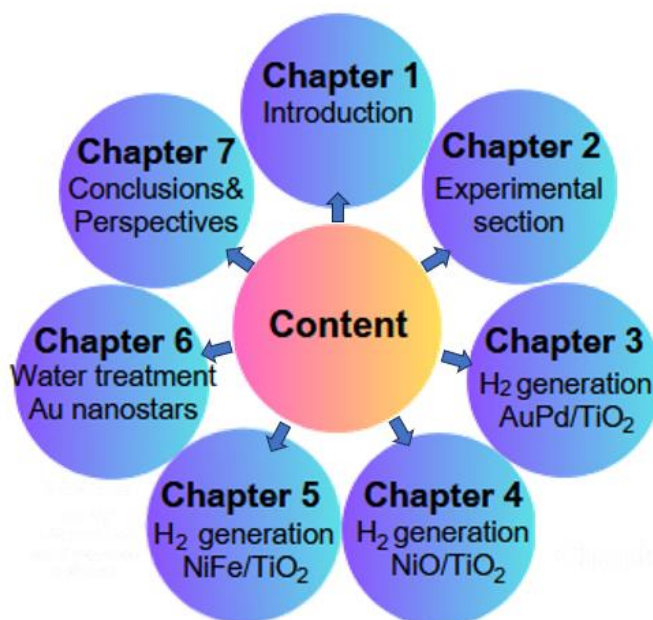 Chapter 1
Introduction
Chapter 2
Experimental
section
Chapter 3
H₂ generation
AuPd/TiO₂
Chapter 4
H₂ generation
NiO/TiO₂
Chapter 5
H₂ generation
NiFe/TiO₂
Chapter 6
Water treatment
Au nanostars
Chapter 7
Conclusions&
Perspectives
Content